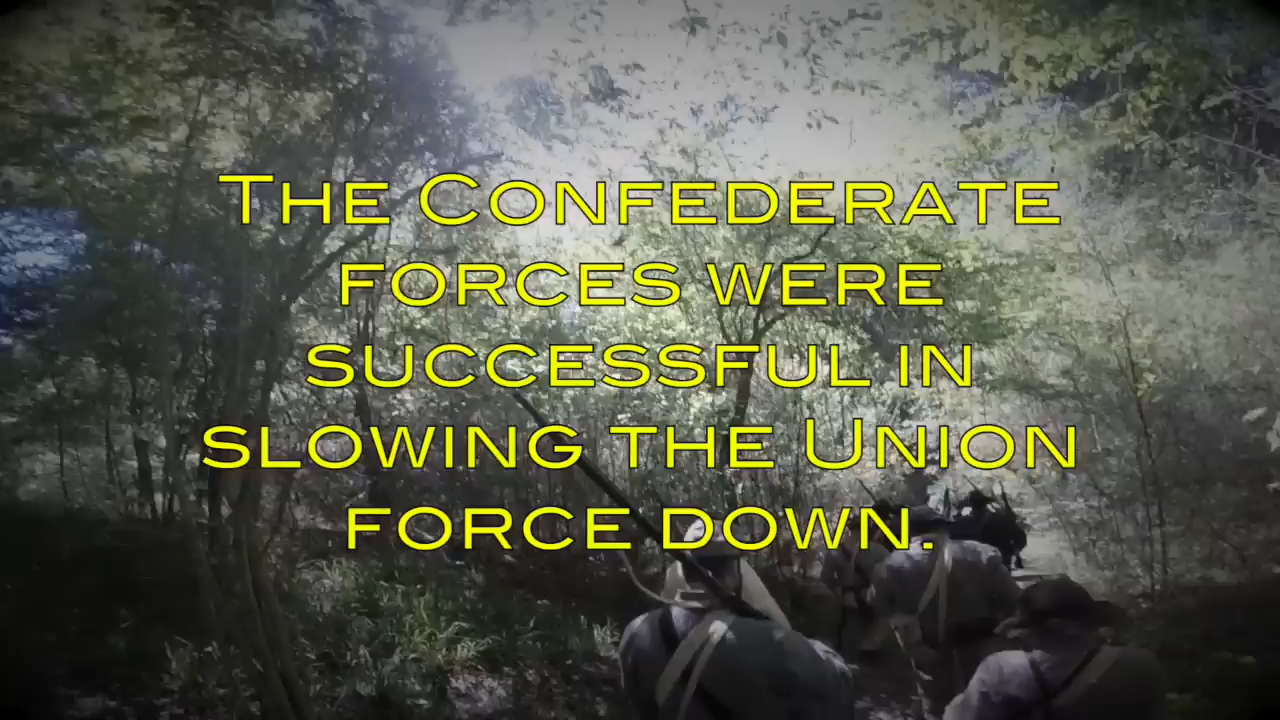 The Confederate
forces were
successful in
slowing the Union
force down.